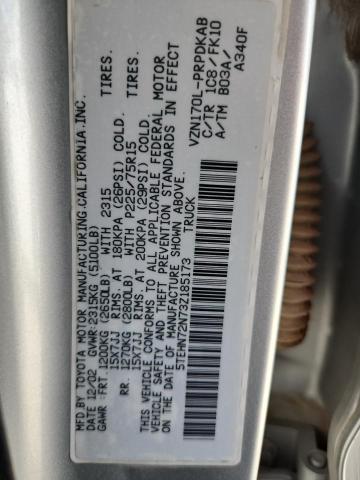 MFD BY TOYOTA MOTOR MANUFACTURING, CALIFORNIA, INC.
DATE 12/02 GVWR: 2315KG (5100LB)
GAWR: FRT. 1200KG (2650LB) WITH 2315 TIRES.
15X7JJ RIMS. AT 180KPA (26PSI) COLD.
RR. 1270KG (2800LB) WITH P225/75R15 TIRES.
15X7JJ RIMS. AT 200KPA (29PSI) COLD.
THIS VEHICLE CONFORMS TO ALL APPLICABLE FEDERAL MOTOR
VEHICLE SAFETY AND THEFT PREVENTION STANDARDS IN EFFECT
ON THE DATE OF MANUFACTURE SHOWN ABOVE.
5TEHN72N73Z185173 TRUCK
VZN170L-PRPDKAB
C/TR 1C8/ FK10
A/TM B03A/
A340F